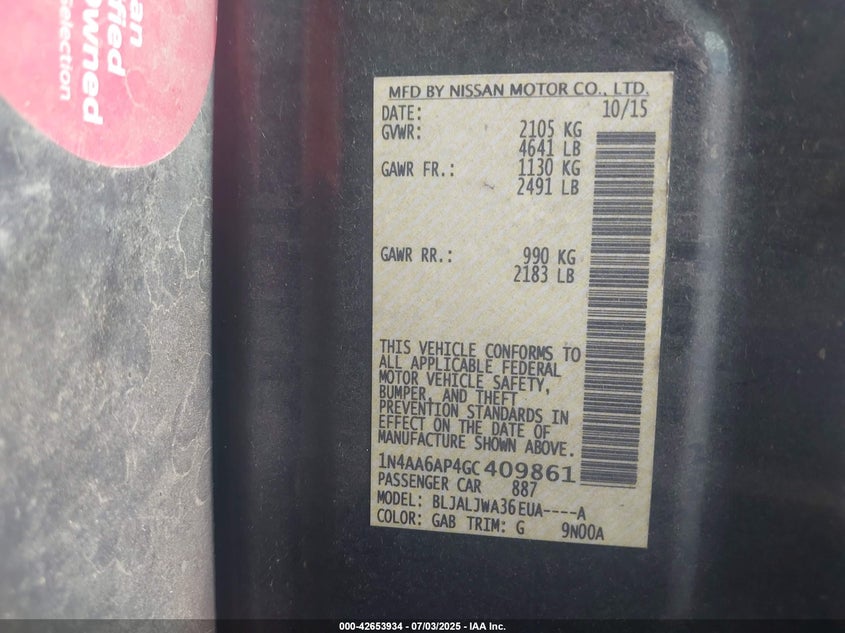 an
fied
Owned
Selection
MFD BY NISSAN MOTOR CO., LTD.
DATE: 10/15
GVWR: 2105 KG
4641 LB
GAWR FR.: 1130 KG
2491 LB
GAWR RR.: 990 KG
2183 LB
THIS VEHICLE CONFORMS TO
ALL APPLICABLE FEDERAL
MOTOR VEHICLE SAFETY,
BUMPER, AND THEFT
PREVENTION STANDARDS IN
EFFECT ON THE DATE OF
MANUFACTURE SHOWN ABOVE.
1N4AA6AP4GC409861
PASSENGER CAR 887
MODEL: BLJALJWA36EUA----A
COLOR: GAB TRIM: G 9N00A
000-42653934 / 07/03/2025 - IAA Inc.